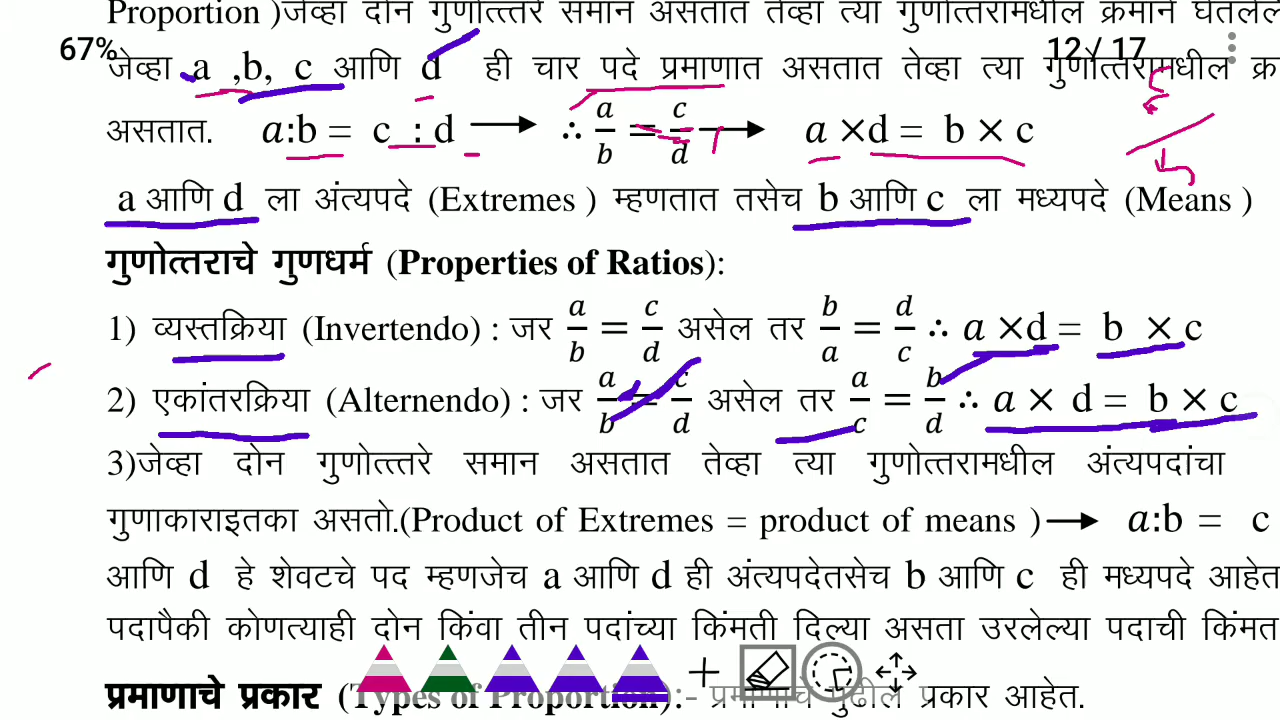 Proportion )जेव्हा दोन गुणोत्त्तरे समान असतात तेव्हा त्या गुणोत्तरामधील क्रमाने
67%
12 / 17
जेव्हा a ,b, c आणि d ही चार पदे प्रमाणात असतात तेव्हा त्या गुणोत्तरामधील
असतात. a:b = c : d → ∴ a/b = c/d → a ×d = b × c
a आणि d ला अंत्यपदे (Extremes ) म्हणतात तसेच b आणि c ला मध्यपदे (Means )
गुणोत्तराचे गुणधर्म (Properties of Ratios):
1) व्यस्तक्रिया (Invertendo) : जर a/b = c/d असेल तर b/a = d/c ∴ a ×d = b × c
2) एकांतरक्रिया (Alternendo) : जर a/b = c/d असेल तर a/c = b/d ∴ a × d = b × c
3)जेव्हा दोन गुणोत्त्तरे समान असतात तेव्हा त्या गुणोत्तरामधील अंत्यपदांचा
गुणाकाराइतका असतो.(Product of Extremes = product of means )→ a:b = c
आणि d हे शेवटचे पद म्हणजेच a आणि d ही अंत्यपदेतसेच b आणि c ही मध्यपदे आहेत
पदापैकी कोणत्याही दोन किंवा तीन पदांच्या किंमती दिल्या असता उरलेल्या पदाची किंमत
प्रमाणाचे प्रकार (Types of Proportion):- प्रमाणाचे पुढील प्रकार आहेत.